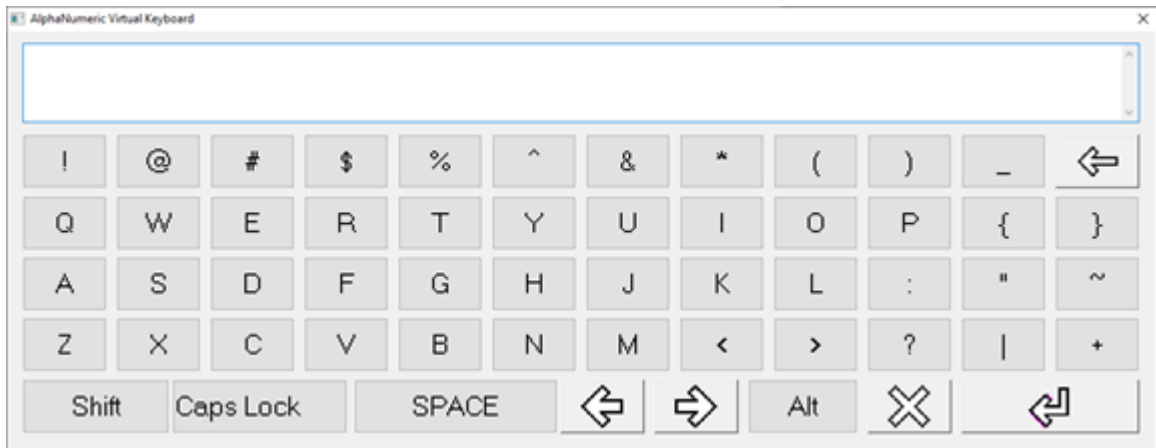 AlphaNumeric Virtual Keyboard
! @ # $ % ^ & * ( ) _
Q W E R T Y U I O P { }
A S D F G H J K L : " ~
Z X C V B N M < > ? | +
Shift Caps Lock SPACE Alt